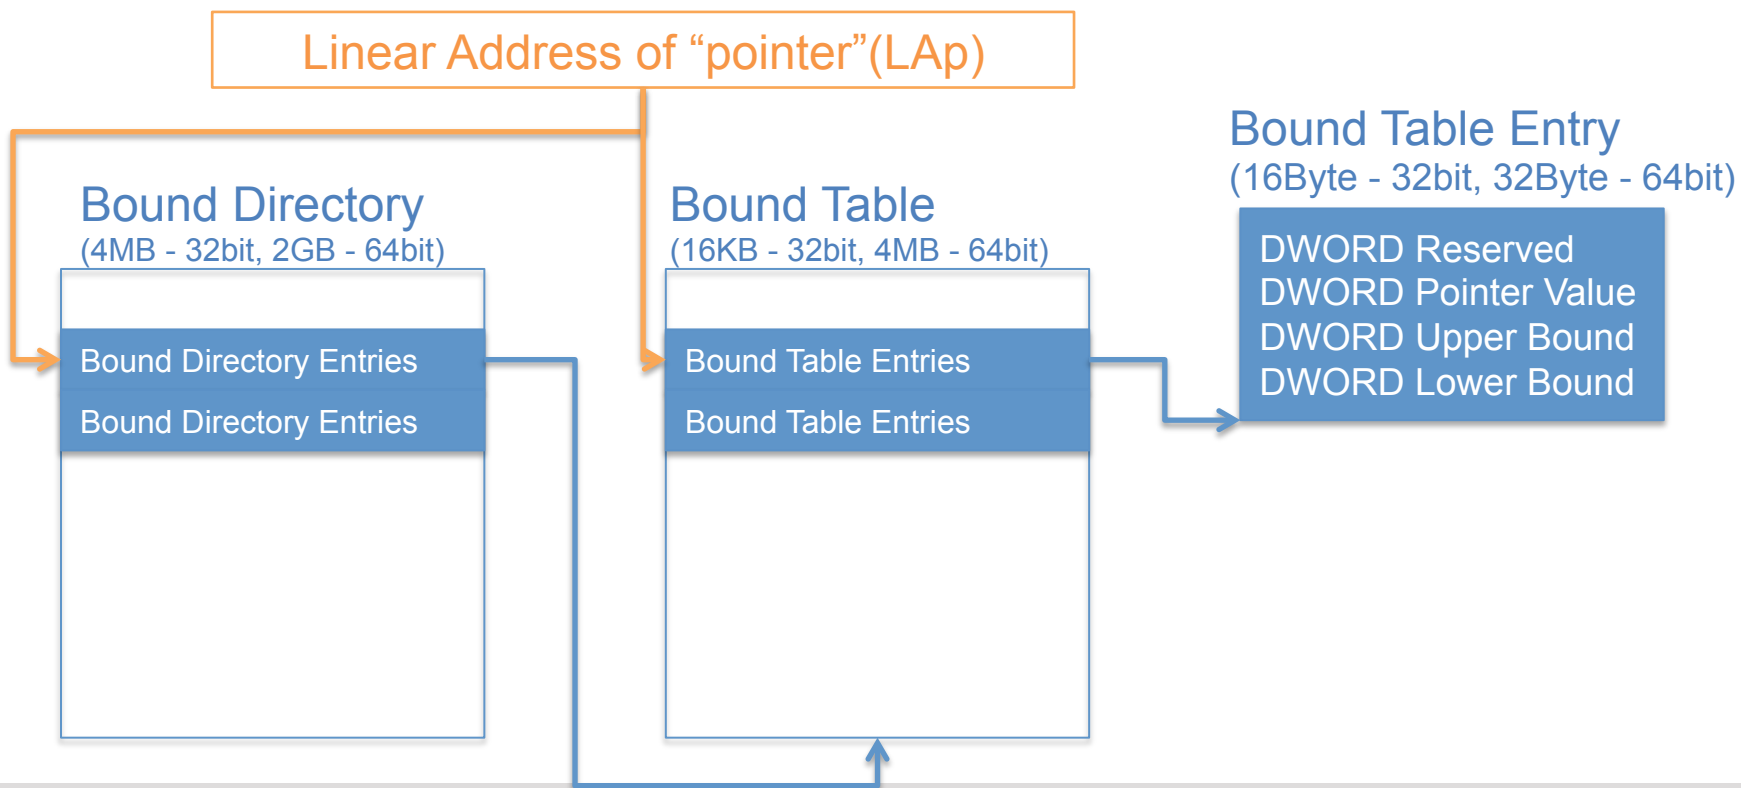 Linear Address of “pointer”(LAp)
Bound Directory
(4MB - 32bit, 2GB - 64bit)
Bound Directory Entries
Bound Directory Entries
Bound Table
(16KB - 32bit, 4MB - 64bit)
Bound Table Entries
Bound Table Entries
Bound Table Entry
(16Byte - 32bit, 32Byte - 64bit)
DWORD Reserved
DWORD Pointer Value
DWORD Upper Bound
DWORD Lower Bound